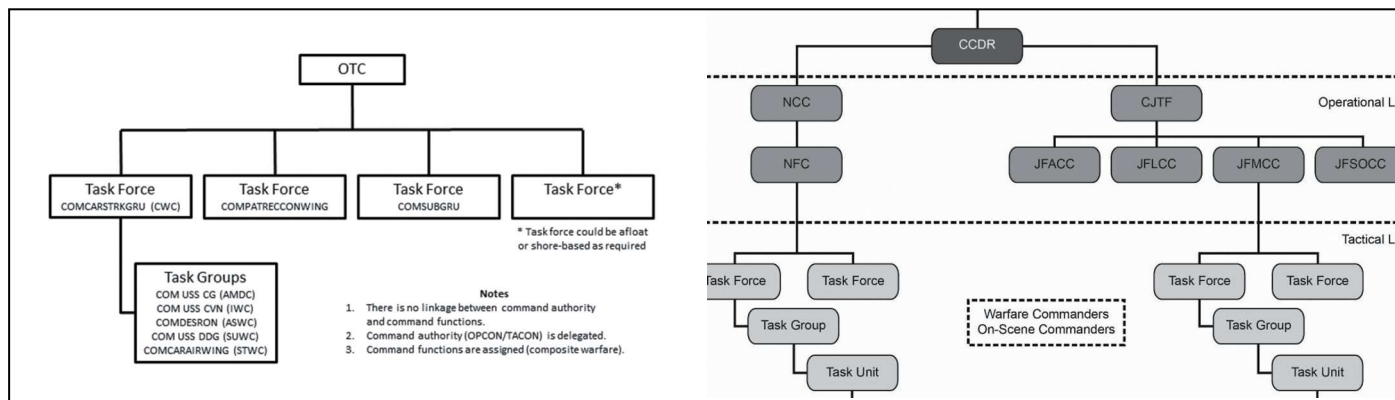 OTC
Task Force
COMCARSTRKGRU (CWC)
Task Force
COMPATRECCONWING
Task Force
COMSUBGRU
Task Force*
* Task force could be afloat
or shore-based as required
Task Groups
COM USS CG (AMDC)
COM USS CVN (IWC)
COMDESRON (ASWC)
COM USS DDG (SUWC)
COMCARAIRWING (STWC)
Notes
1. There is no linkage between command authority
and command functions.
2. Command authority (OPCON/TACON) is delegated.
3. Command functions are assigned (composite warfare).
CCDR
NCC
CJTF
Operational L
NFC
JFACC
JFLCC
JFMCC
JFSOCC
Tactical L
Task Force
Task Force
Task Force
Task Force
Task Group
Warfare Commanders
On-Scene Commanders
Task Group
Task Unit
Task Unit